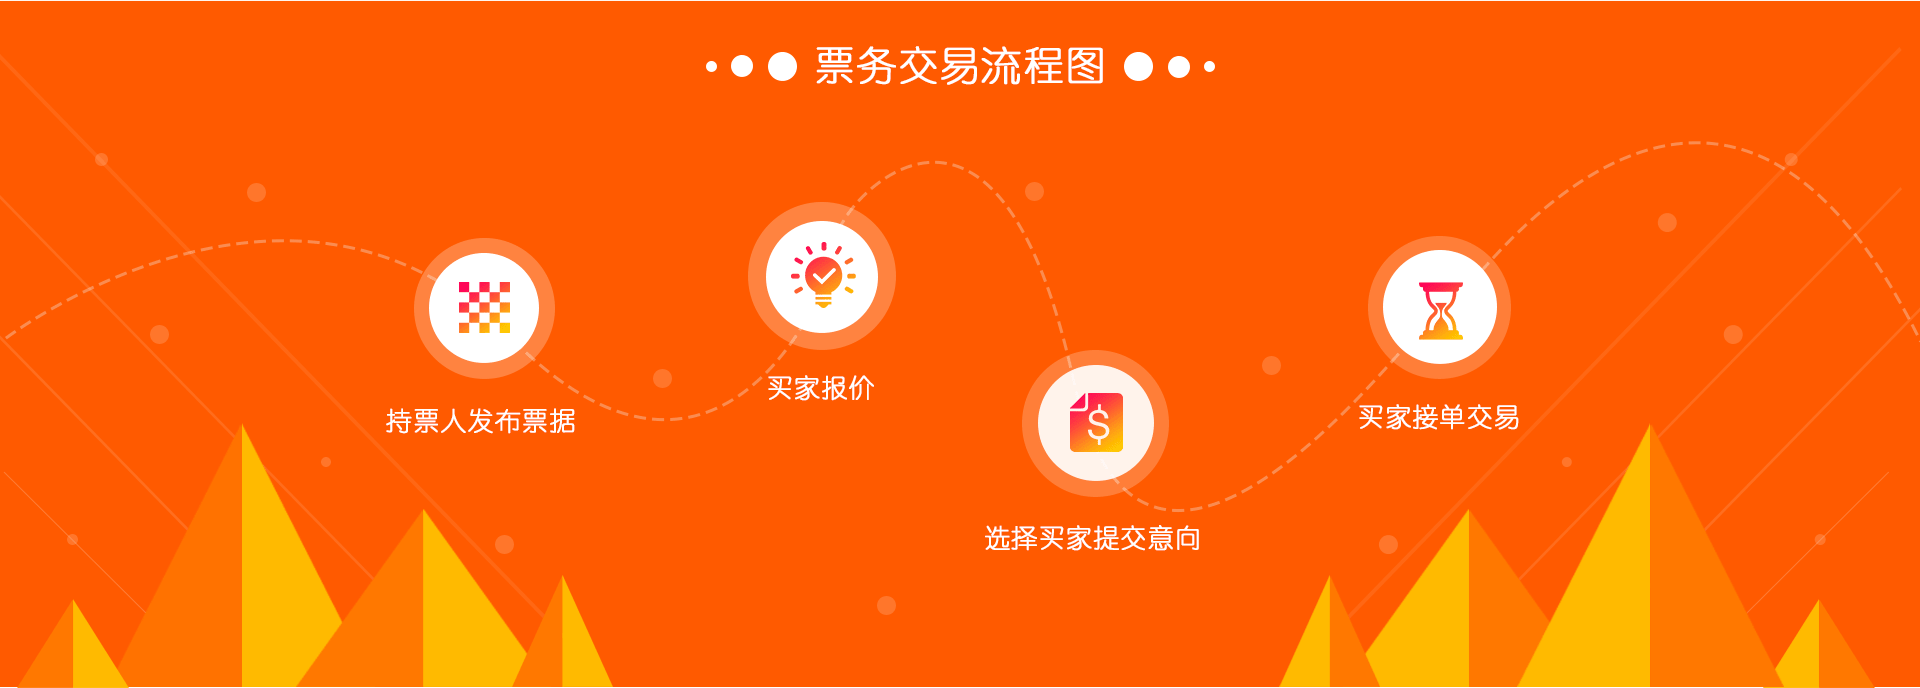 票务交易流程图
持票人发布票据
买家报价
选择买家提交意向
买家接单交易